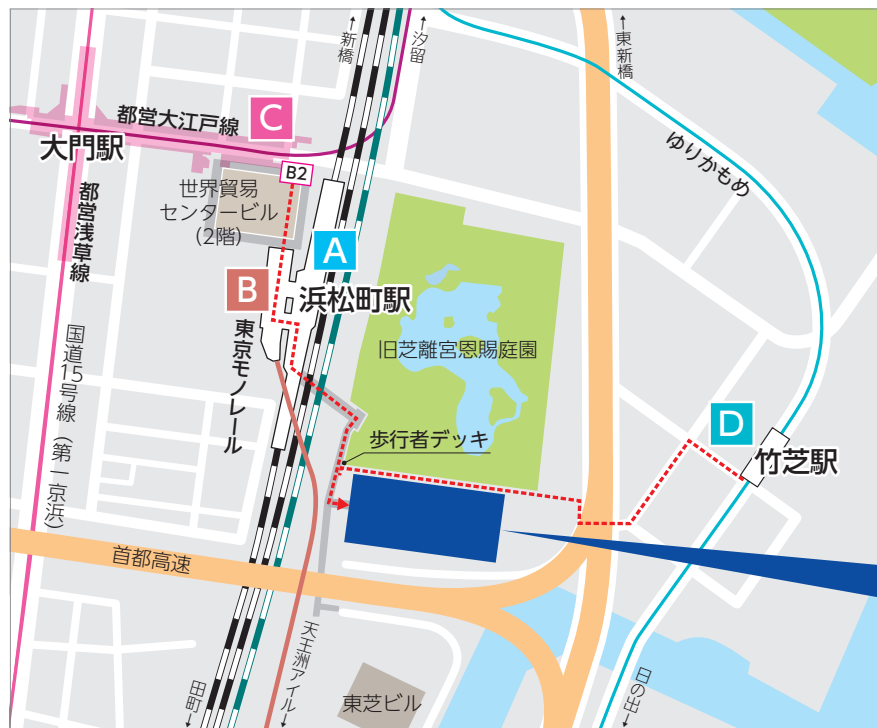 新橋
汐留
東新橋
都営大江戸線
C
大門駅
B2
世界貿易
センタービル
(2階)
ゆりかもめ
都営浅草線
A
B
浜松町駅
旧芝離宮恩賜庭園
東京モノレール
国道15号線（第一京浜）
歩行者デッキ
D
竹芝駅
首都高速
天王洲アイル
田町
東芝ビル
日の出